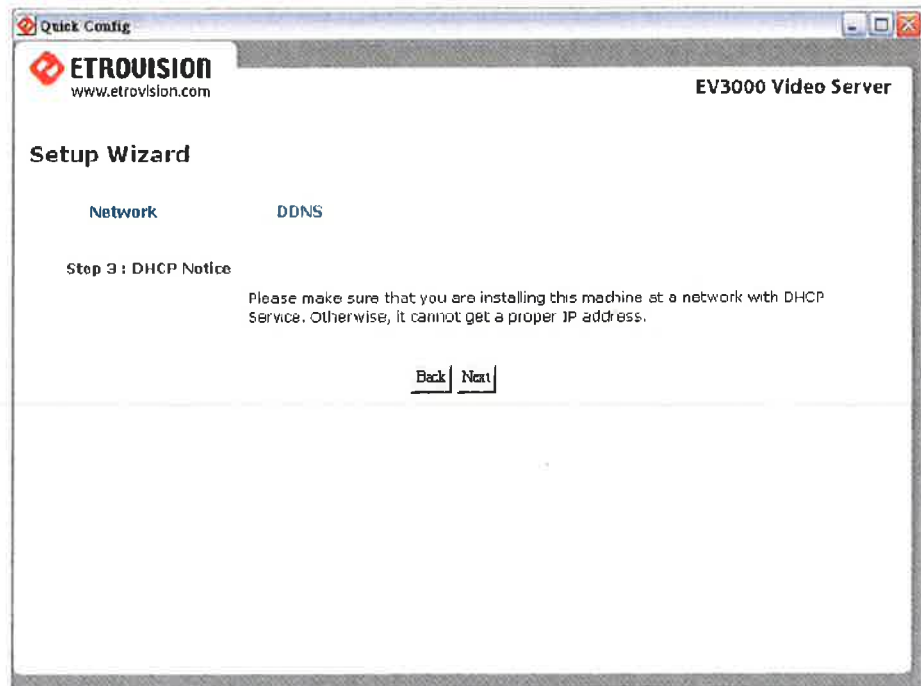 Quick Config
ETROVISION
www.etrovision.com
EV3000 Video Server
Setup Wizard
Network
DDNS
Step 3 : DHCP Notice
Please make sure that you are installing this machine at a network with DHCP
Service. Otherwise, it cannot get a proper IP address.
Back
Next